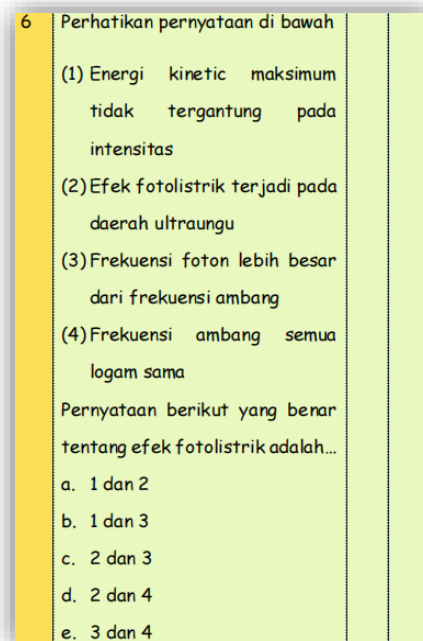 6 Perhatikan pernyataan di bawah
(1) Energi kinetic maksimum
tidak tergantung pada
intensitas
(2) Efek fotolistrik terjadi pada
daerah ultraungu
(3) Frekuensi foton lebih besar
dari frekuensi ambang
(4) Frekuensi ambang semua
logam sama
Pernyataan berikut yang benar
tentang efek fotolistrik adalah...
a. 1 dan 2
b. 1 dan 3
c. 2 dan 3
d. 2 dan 4
e. 3 dan 4